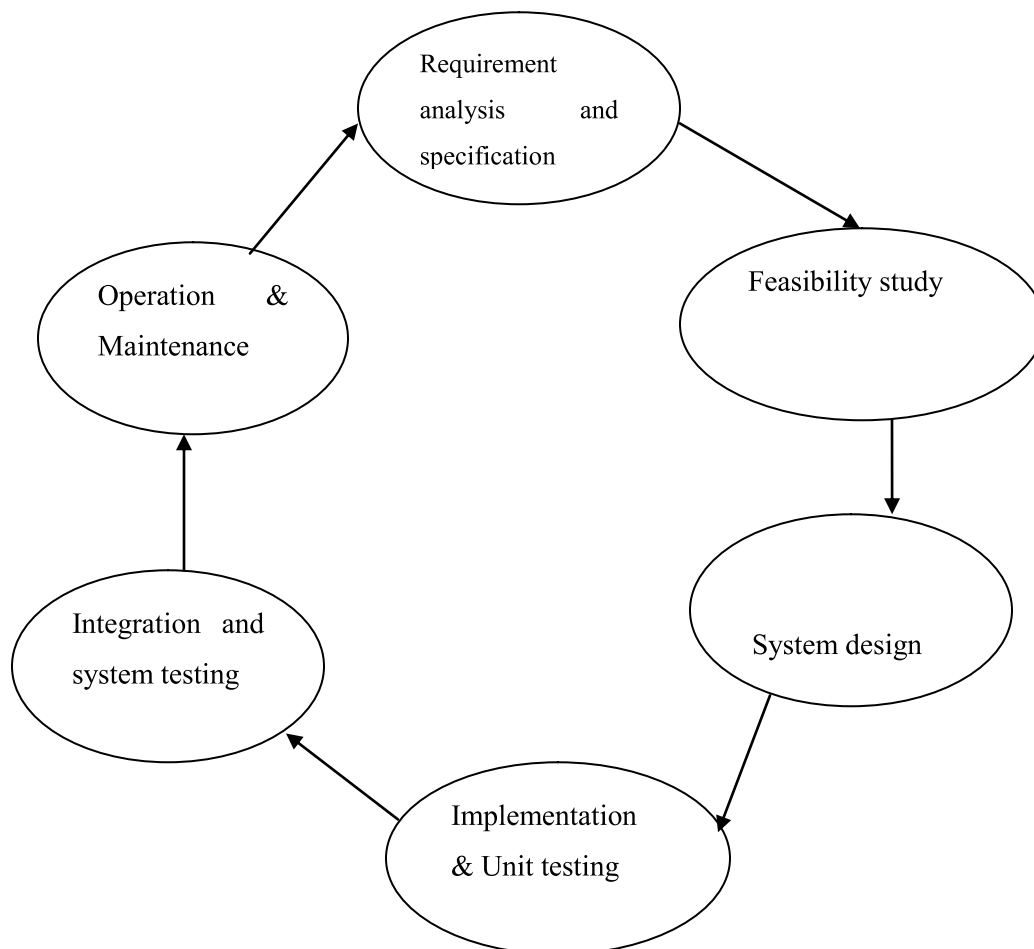 Requirement
analysis and
specification
Feasibility study
Operation &
Maintenance
System design
Integration and
system testing
Implementation
& Unit testing